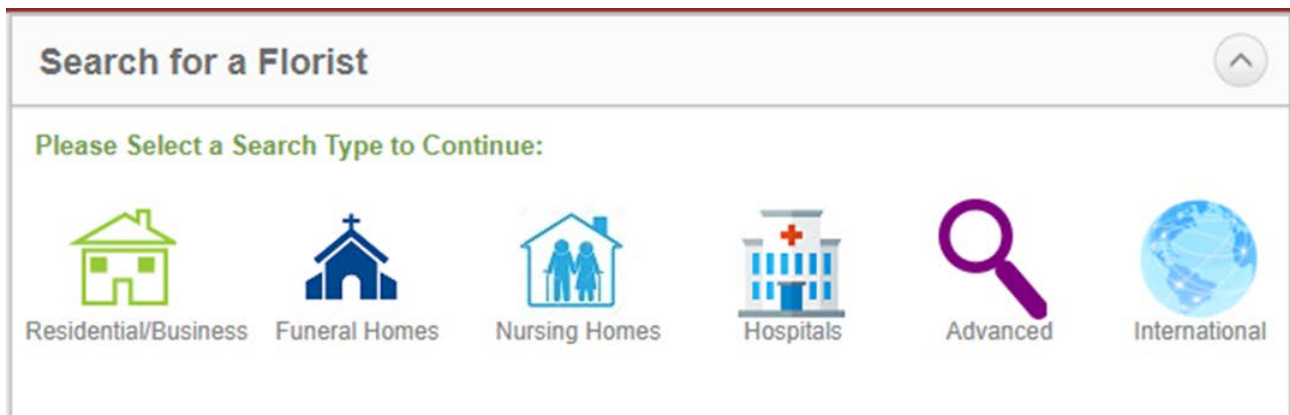 Search for a Florist
Please Select a Search Type to Continue:
Residential/Business Funeral Homes Nursing Homes Hospitals Advanced International